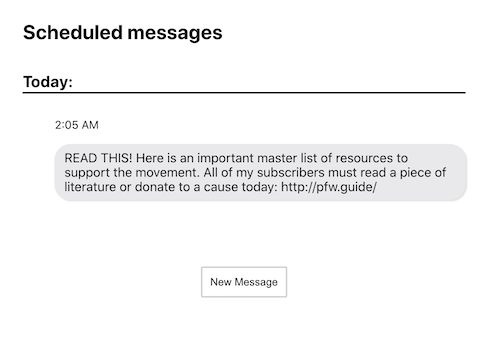 Scheduled messages
Today:
2:05 AM
READ THIS! Here is an important master list of resources to
support the movement. All of my subscribers must read a piece of
literature or donate to a cause today: http://pfw.guide/
New Message